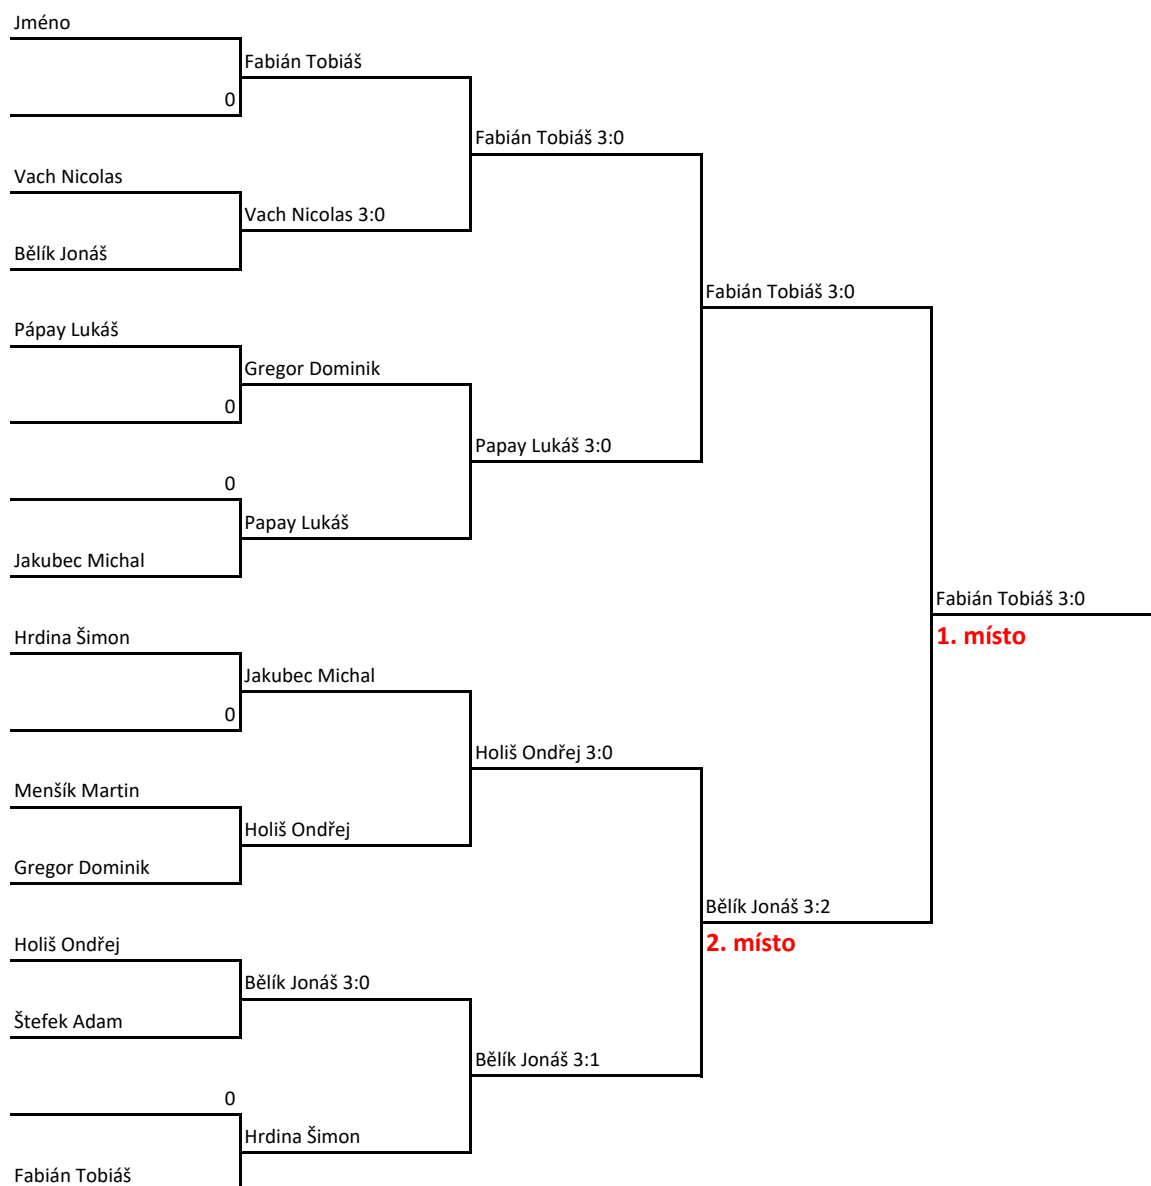 Jméno
Fabián Tobiáš
0
Fabián Tobiáš 3:0
Vach Nicolas
Vach Nicolas 3:0
Bělík Jonáš
Fabián Tobiáš 3:0
Pápay Lukáš
Gregor Dominik
0
Papay Lukáš 3:0
0
Papay Lukáš
Jakubec Michal
Fabián Tobiáš 3:0
1. místo
Hrdina Šimon
Jakubec Michal
0
Holiš Ondřej 3:0
Menšík Martin
Holiš Ondřej
Gregor Dominik
Bělík Jonáš 3:2
2. místo
Holiš Ondřej
Bělík Jonáš 3:0
Štefek Adam
Bělík Jonáš 3:1
0
Hrdina Šimon
Fabián Tobiáš